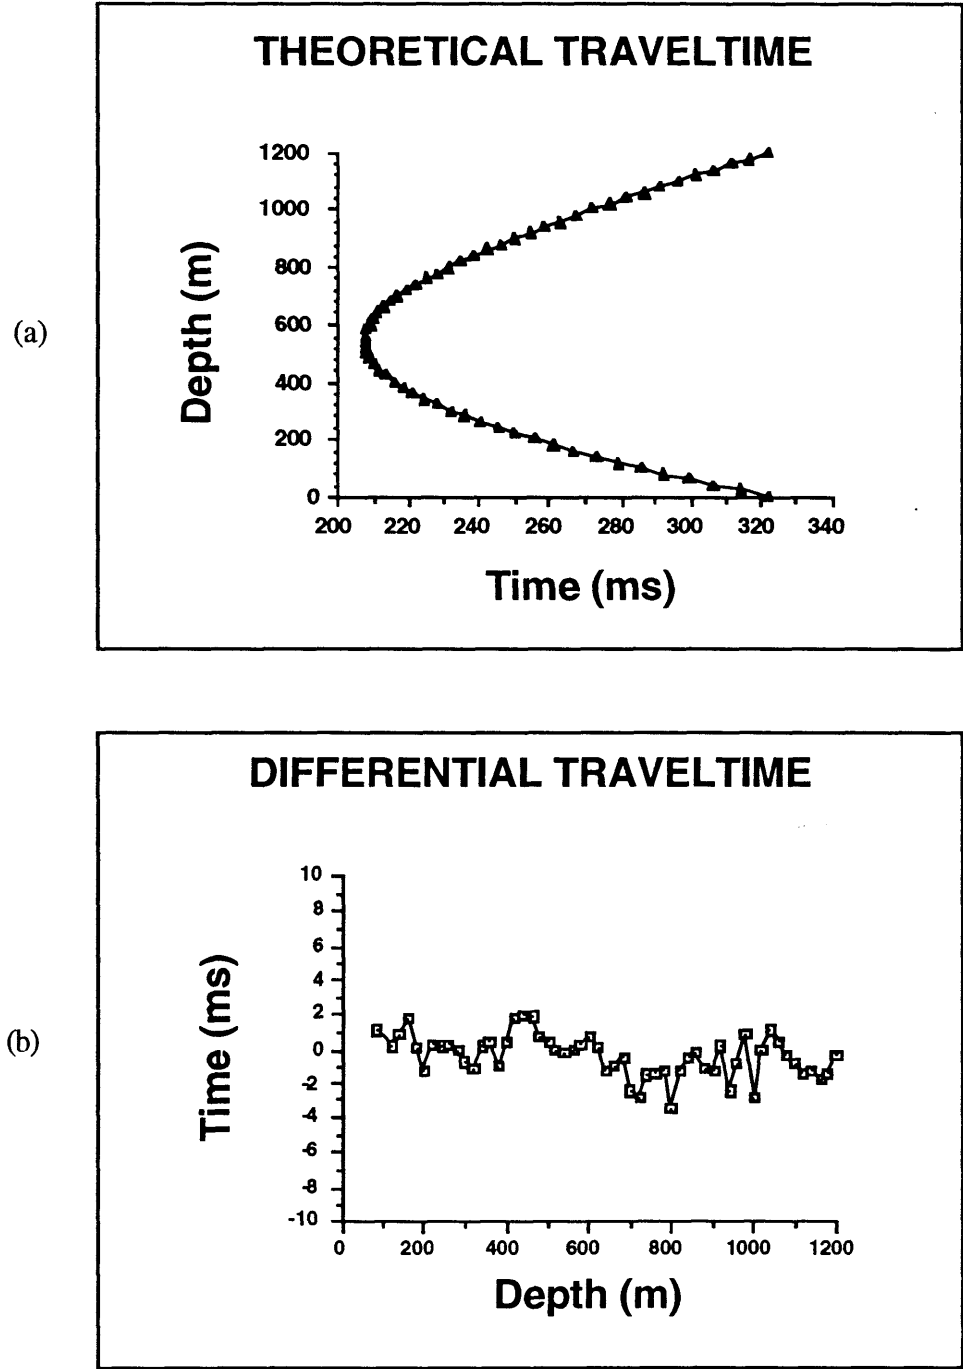 THEORETICAL TRAVELTIME
1200
1000
800
600
400
200
0
Depth (m)
(a)
200 220 240 260 280 300 320 340
Time (ms)
DIFFERENTIAL TRAVELTIME
10
8
6
4
2
0
-2
-4
-6
-8
-10
Time (ms)
(b)
0 200 400 600 800 1000 1200
Depth (m)